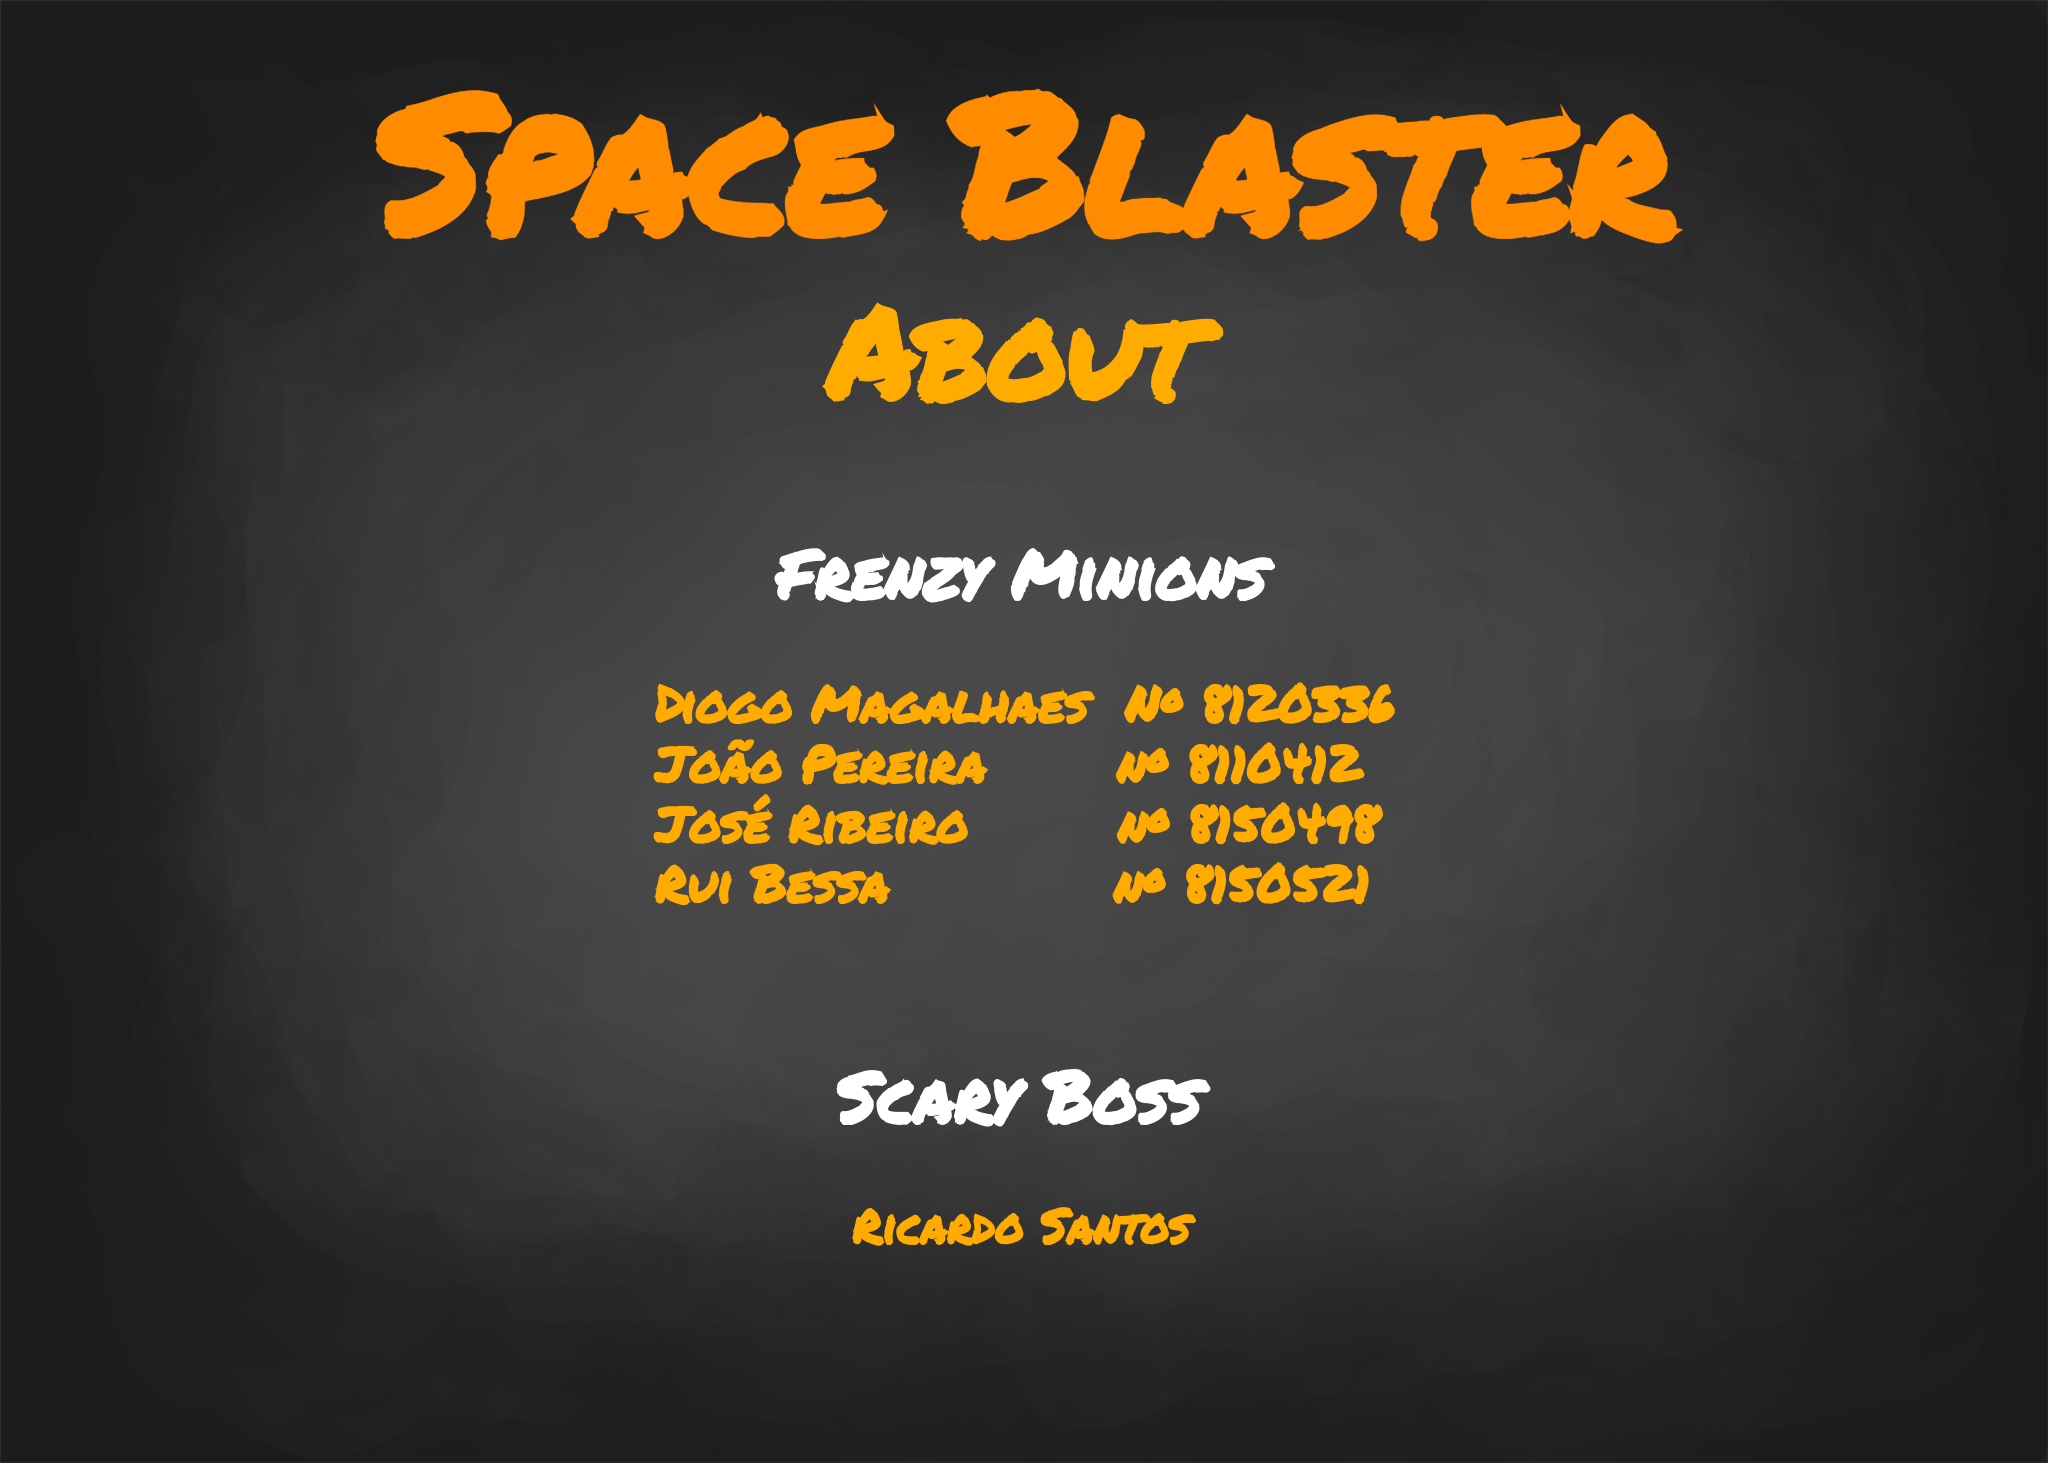 Space Blaster
About
Frenzy Minions
Diogo Magalhaes Nº 8120336
João Pereira nº 8110412
José Ribeiro nº 8150498
Rui Bessa nº 8150521
Scary Boss
Ricardo Santos